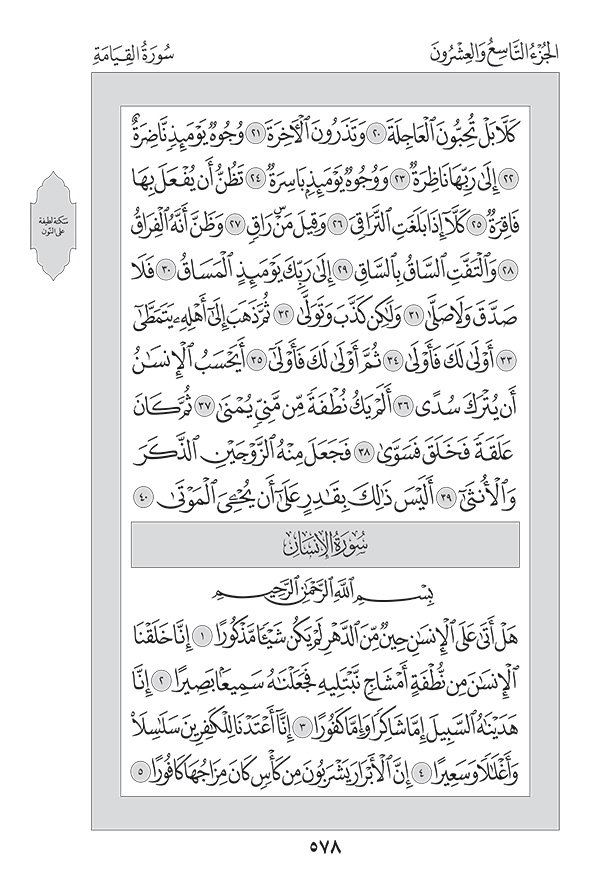 الجُزْءُ التَّاسِعُ وَالعِشْرُونَ
سُورَةُ القِيَامَةِ
كَلَّا بَلْ تُحِبُّونَ ٱلْعَاجِلَةَ ٢٠ وَتَذَرُونَ ٱلْأٓخِرَةَ ٢١ وُجُوهٌ يَوْمَئِذٍ نَّاضِرَةٌ
٢٢ إِلَىٰ رَبِّهَا نَاظِرَةٌ ٢٣ وَوُجُوهٌ يَوْمَئِذٍۭ بَاسِرَةٌ ٢٤ تَظُنُّ أَن يُفْعَلَ بِهَا
فَاقِرَةٌ ٢٥ كَلَّآ إِذَا بَلَغَتِ ٱلتَّرَاقِيَ ٢٦ وَقِيلَ مَنْۜ رَاقٍ ٢٧ وَظَنَّ أَنَّهُ ٱلْفِرَاقُ
٢٨ وَٱلْتَفَّتِ ٱلسَّاقُ بِٱلسَّاقِ ٢٩ إِلَىٰ رَبِّكَ يَوْمَئِذٍ ٱلْمَسَاقُ ٣٠ فَلَا
صَدَّقَ وَلَا صَلَّىٰ ٣١ وَلَٰكِن كَذَّبَ وَتَوَلَّىٰ ٣٢ ثُمَّ ذَهَبَ إِلَىٰٓ أَهْلِهِۦ يَتَمَطَّىٰٓ
٣٣ أَوْلَىٰ لَكَ فَأَوْلَىٰ ٣٤ ثُمَّ أَوْلَىٰ لَكَ فَأَوْلَىٰٓ ٣٥ أَيَحْسَبُ ٱلْإِنسَٰنُ
أَن يُتْرَكَ سُدًى ٣٦ أَلَمْ يَكُ نُطْفَةً مِّن مَّنِيٍّ يُمْنَىٰ ٣٧ ثُمَّ كَانَ
عَلَقَةً فَخَلَقَ فَسَوَّىٰ ٣٨ فَجَعَلَ مِنْهُ ٱلزَّوْجَيْنِ ٱلذَّكَرَ
وَٱلْأُنثَىٰٓ ٣٩ أَلَيْسَ ذَٰلِكَ بِقَٰدِرٍ عَلَىٰٓ أَن يُحْـِۧيَ ٱلْمَوْتَىٰ ٤٠
سُورَةُ الإِنسَانِ
بِسْمِ ٱللَّهِ ٱلرَّحْمَٰنِ ٱلرَّحِيمِ
هَلْ أَتَىٰ عَلَى ٱلْإِنسَٰنِ حِينٌ مِّنَ ٱلدَّهْرِ لَمْ يَكُن شَيْـًٔا مَّذْكُورًا ١ إِنَّا خَلَقْنَا
ٱلْإِنسَٰنَ مِن نُّطْفَةٍ أَمْشَاجٍ نَّبْتَلِيهِ فَجَعَلْنَٰهُ سَمِيعًۢا بَصِيرًا ٢ إِنَّا
هَدَيْنَٰهُ ٱلسَّبِيلَ إِمَّا شَاكِرًا وَإِمَّا كَفُورًا ٣ إِنَّآ أَعْتَدْنَا لِلْكَٰفِرِينَ سَلَٰسِلَا۟
وَأَغْلَٰلًا وَسَعِيرًا ٤ إِنَّ ٱلْأَبْرَارَ يَشْرَبُونَ مِن كَأْسٍ كَانَ مِزَاجُهَا كَافُورًا ٥
سكتة لطيفة
على النون
٥٧٨